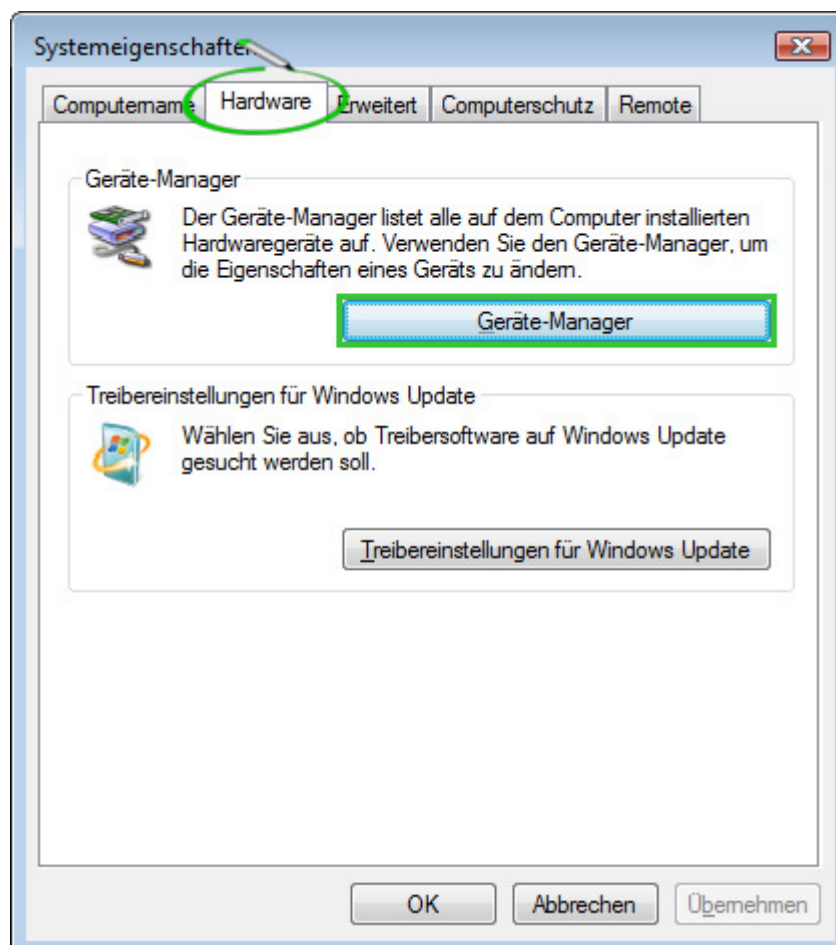 Systemeigenschaften
Computername Hardware Erweitert Computerschutz Remote
Geräte-Manager
Der Geräte-Manager listet alle auf dem Computer installierten
Hardwaregeräte auf. Verwenden Sie den Geräte-Manager, um
die Eigenschaften eines Geräts zu ändern.
Geräte-Manager
Treibereinstellungen für Windows Update
Wählen Sie aus, ob Treibersoftware auf Windows Update
gesucht werden soll.
Treibereinstellungen für Windows Update
OK Abbrechen Übernehmen